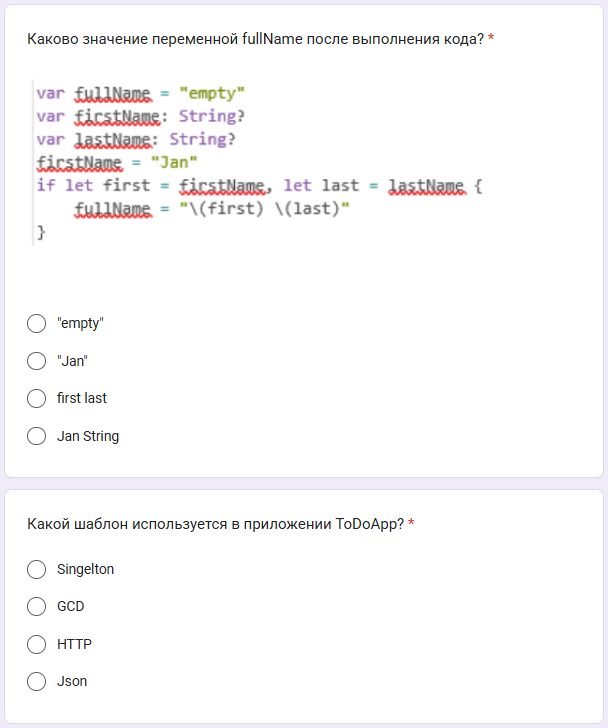 Каково значение переменной fullName после выполнения кода? *
var fullName = "empty"
var firstName: String?
var lastName: String?
firstName = "Jan"
if let first = firstName, let last = lastName {
fullName = "\(first) \(last)"
}
"empty"
"Jan"
first last
Jan String
Какой шаблон используется в приложении ToDoApp? *
Singelton
GCD
HTTP
Json